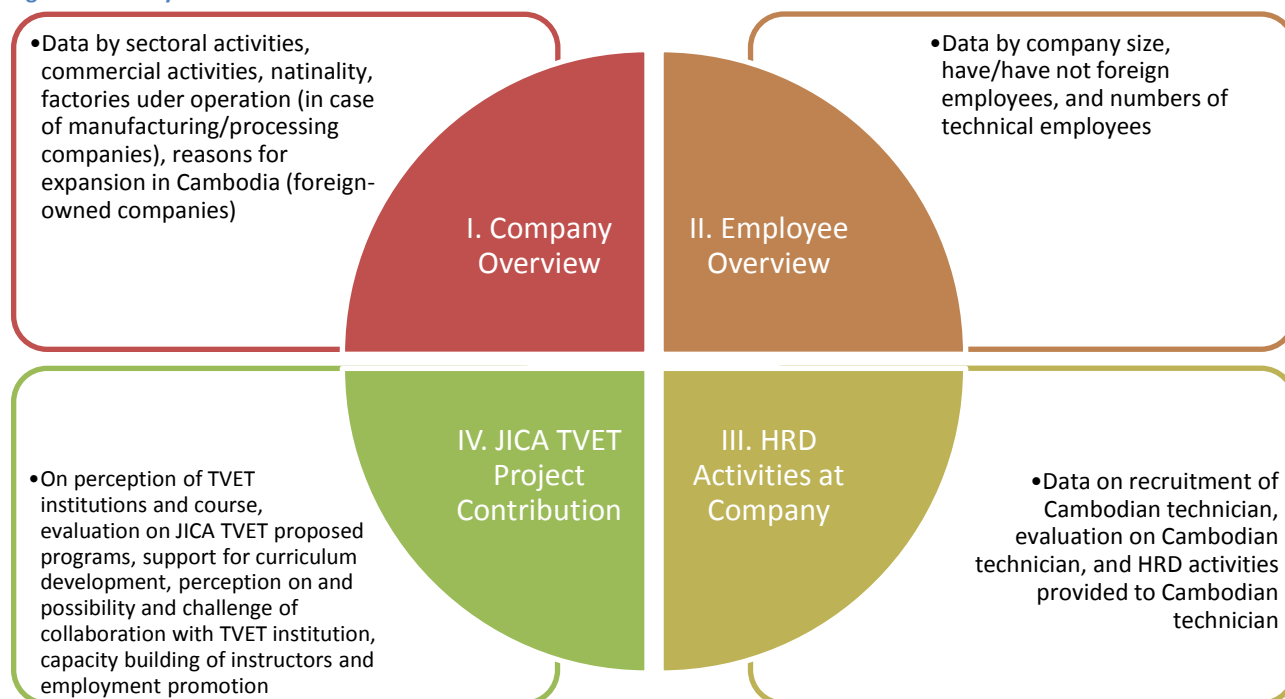 •Data by sectoral activities,
commercial activities, natinality,
factories uder operation (in case
of manufacturing/processing
companies), reasons for
expansion in Cambodia (foreign-
owned companies)
•Data by company size,
have/have not foreign
employees, and numbers of
technical employees
I. Company
Overview
II. Employee
Overview
IV. JICA TVET
Project
Contribution
III. HRD
Activities at
Company
•On perception of TVET
institutions and course,
evaluation on JICA TVET proposed
programs, support for curriculum
development, perception on and
possibility and challenge of
collaboration with TVET institution,
capacity building of instructors and
employment promotion
•Data on recruitment of
Cambodian technician,
evaluation on Cambodian
technician, and HRD activities
provided to Cambodian
technician